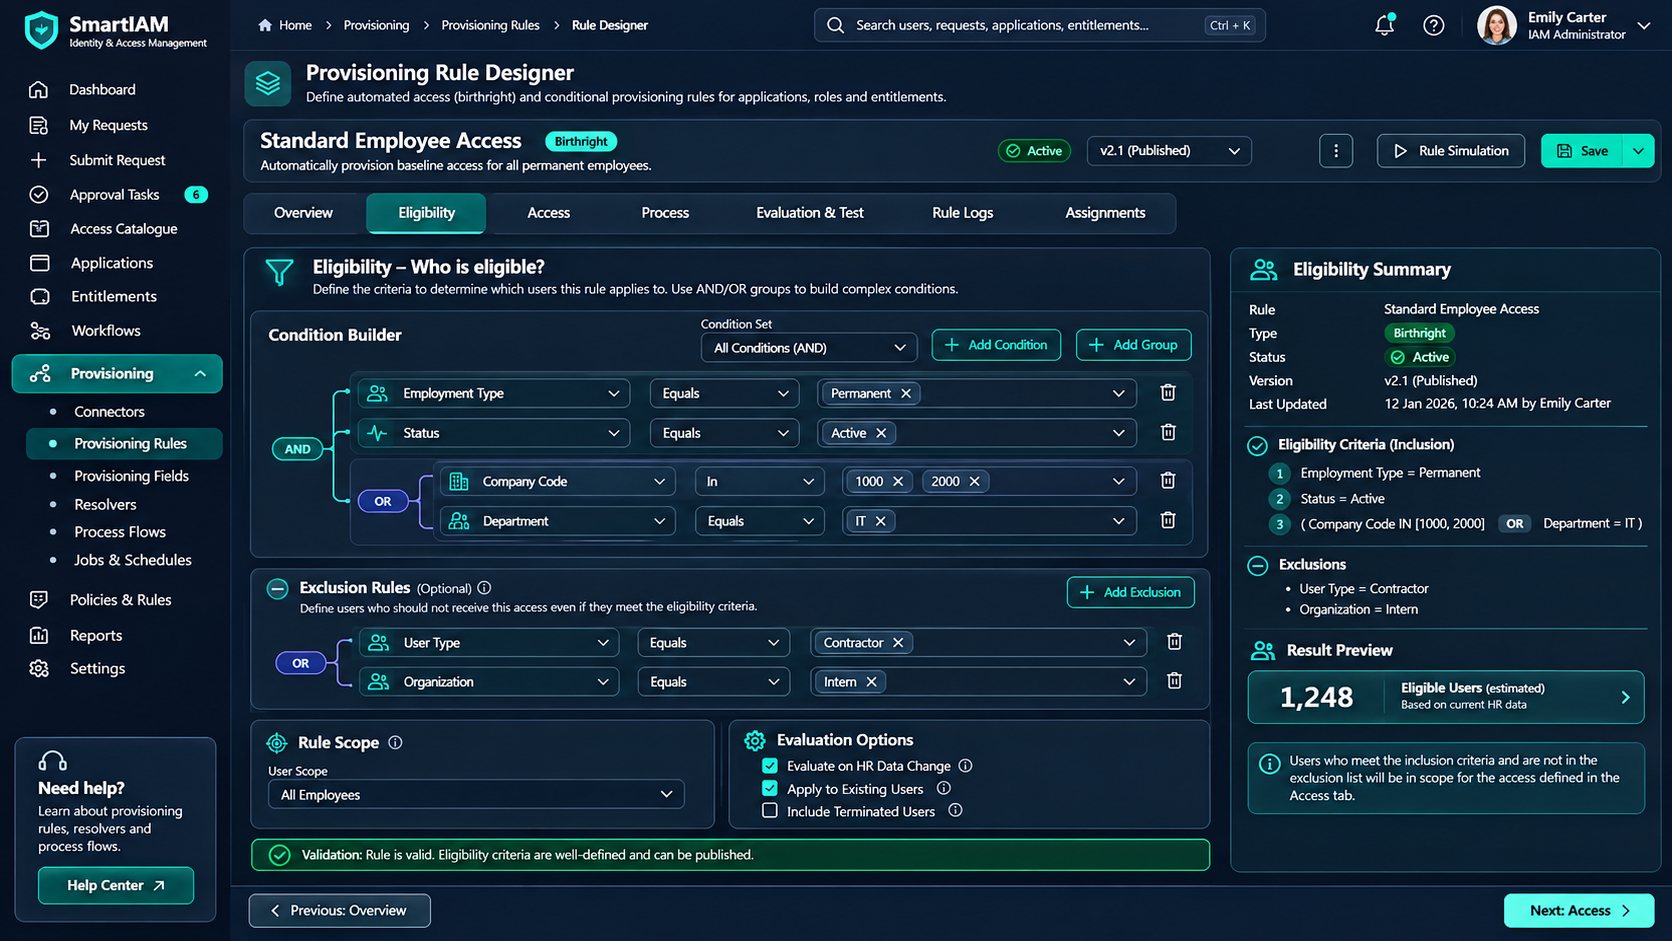 SmartIAM
Identity & Access Management
Home > Provisioning > Provisioning Rules > Rule Designer
Search users, requests, applications, entitlements...
Ctrl + K
Emily Carter
IAM Administrator
Dashboard
My Requests
Submit Request
Approval Tasks 6
Access Catalogue
Applications
Entitlements
Workflows
Provisioning
Connectors
Provisioning Rules
Provisioning Fields
Resolvers
Process Flows
Jobs & Schedules
Policies & Rules
Reports
Settings
Need help?
Learn about provisioning
rules, resolvers and
process flows.
Help Center
Provisioning Rule Designer
Define automated access (birthright) and conditional provisioning rules for applications, roles and entitlements.
Standard Employee Access Birthright
Automatically provision baseline access for all permanent employees.
Active
v2.1 (Published)
Rule Simulation
Save
Overview
Eligibility
Access
Process
Evaluation & Test
Rule Logs
Assignments
Eligibility – Who is eligible?
Define the criteria to determine which users this rule applies to. Use AND/OR groups to build complex conditions.
Condition Builder
Condition Set
All Conditions (AND)
Add Condition
Add Group
AND
Employment Type Equals Permanent
Status Equals Active
OR
Company Code In 1000 2000
Department Equals IT
Exclusion Rules (Optional)
Define users who should not receive this access even if they meet the eligibility criteria.
Add Exclusion
OR
User Type Equals Contractor
Organization Equals Intern
Rule Scope
User Scope
All Employees
Evaluation Options
Evaluate on HR Data Change
Apply to Existing Users
Include Terminated Users
Validation: Rule is valid. Eligibility criteria are well-defined and can be published.
Previous: Overview
Next: Access
Eligibility Summary
Rule Standard Employee Access
Type Birthright
Status Active
Version v2.1 (Published)
Last Updated 12 Jan 2026, 10:24 AM by Emily Carter
Eligibility Criteria (Inclusion)
1 Employment Type = Permanent
2 Status = Active
3 ( Company Code IN [1000, 2000] OR Department = IT )
Exclusions
• User Type = Contractor
• Organization = Intern
Result Preview
1,248
Eligible Users (estimated)
Based on current HR data
Users who meet the inclusion criteria and are not in the
exclusion list will be in scope for the access defined in the
Access tab.